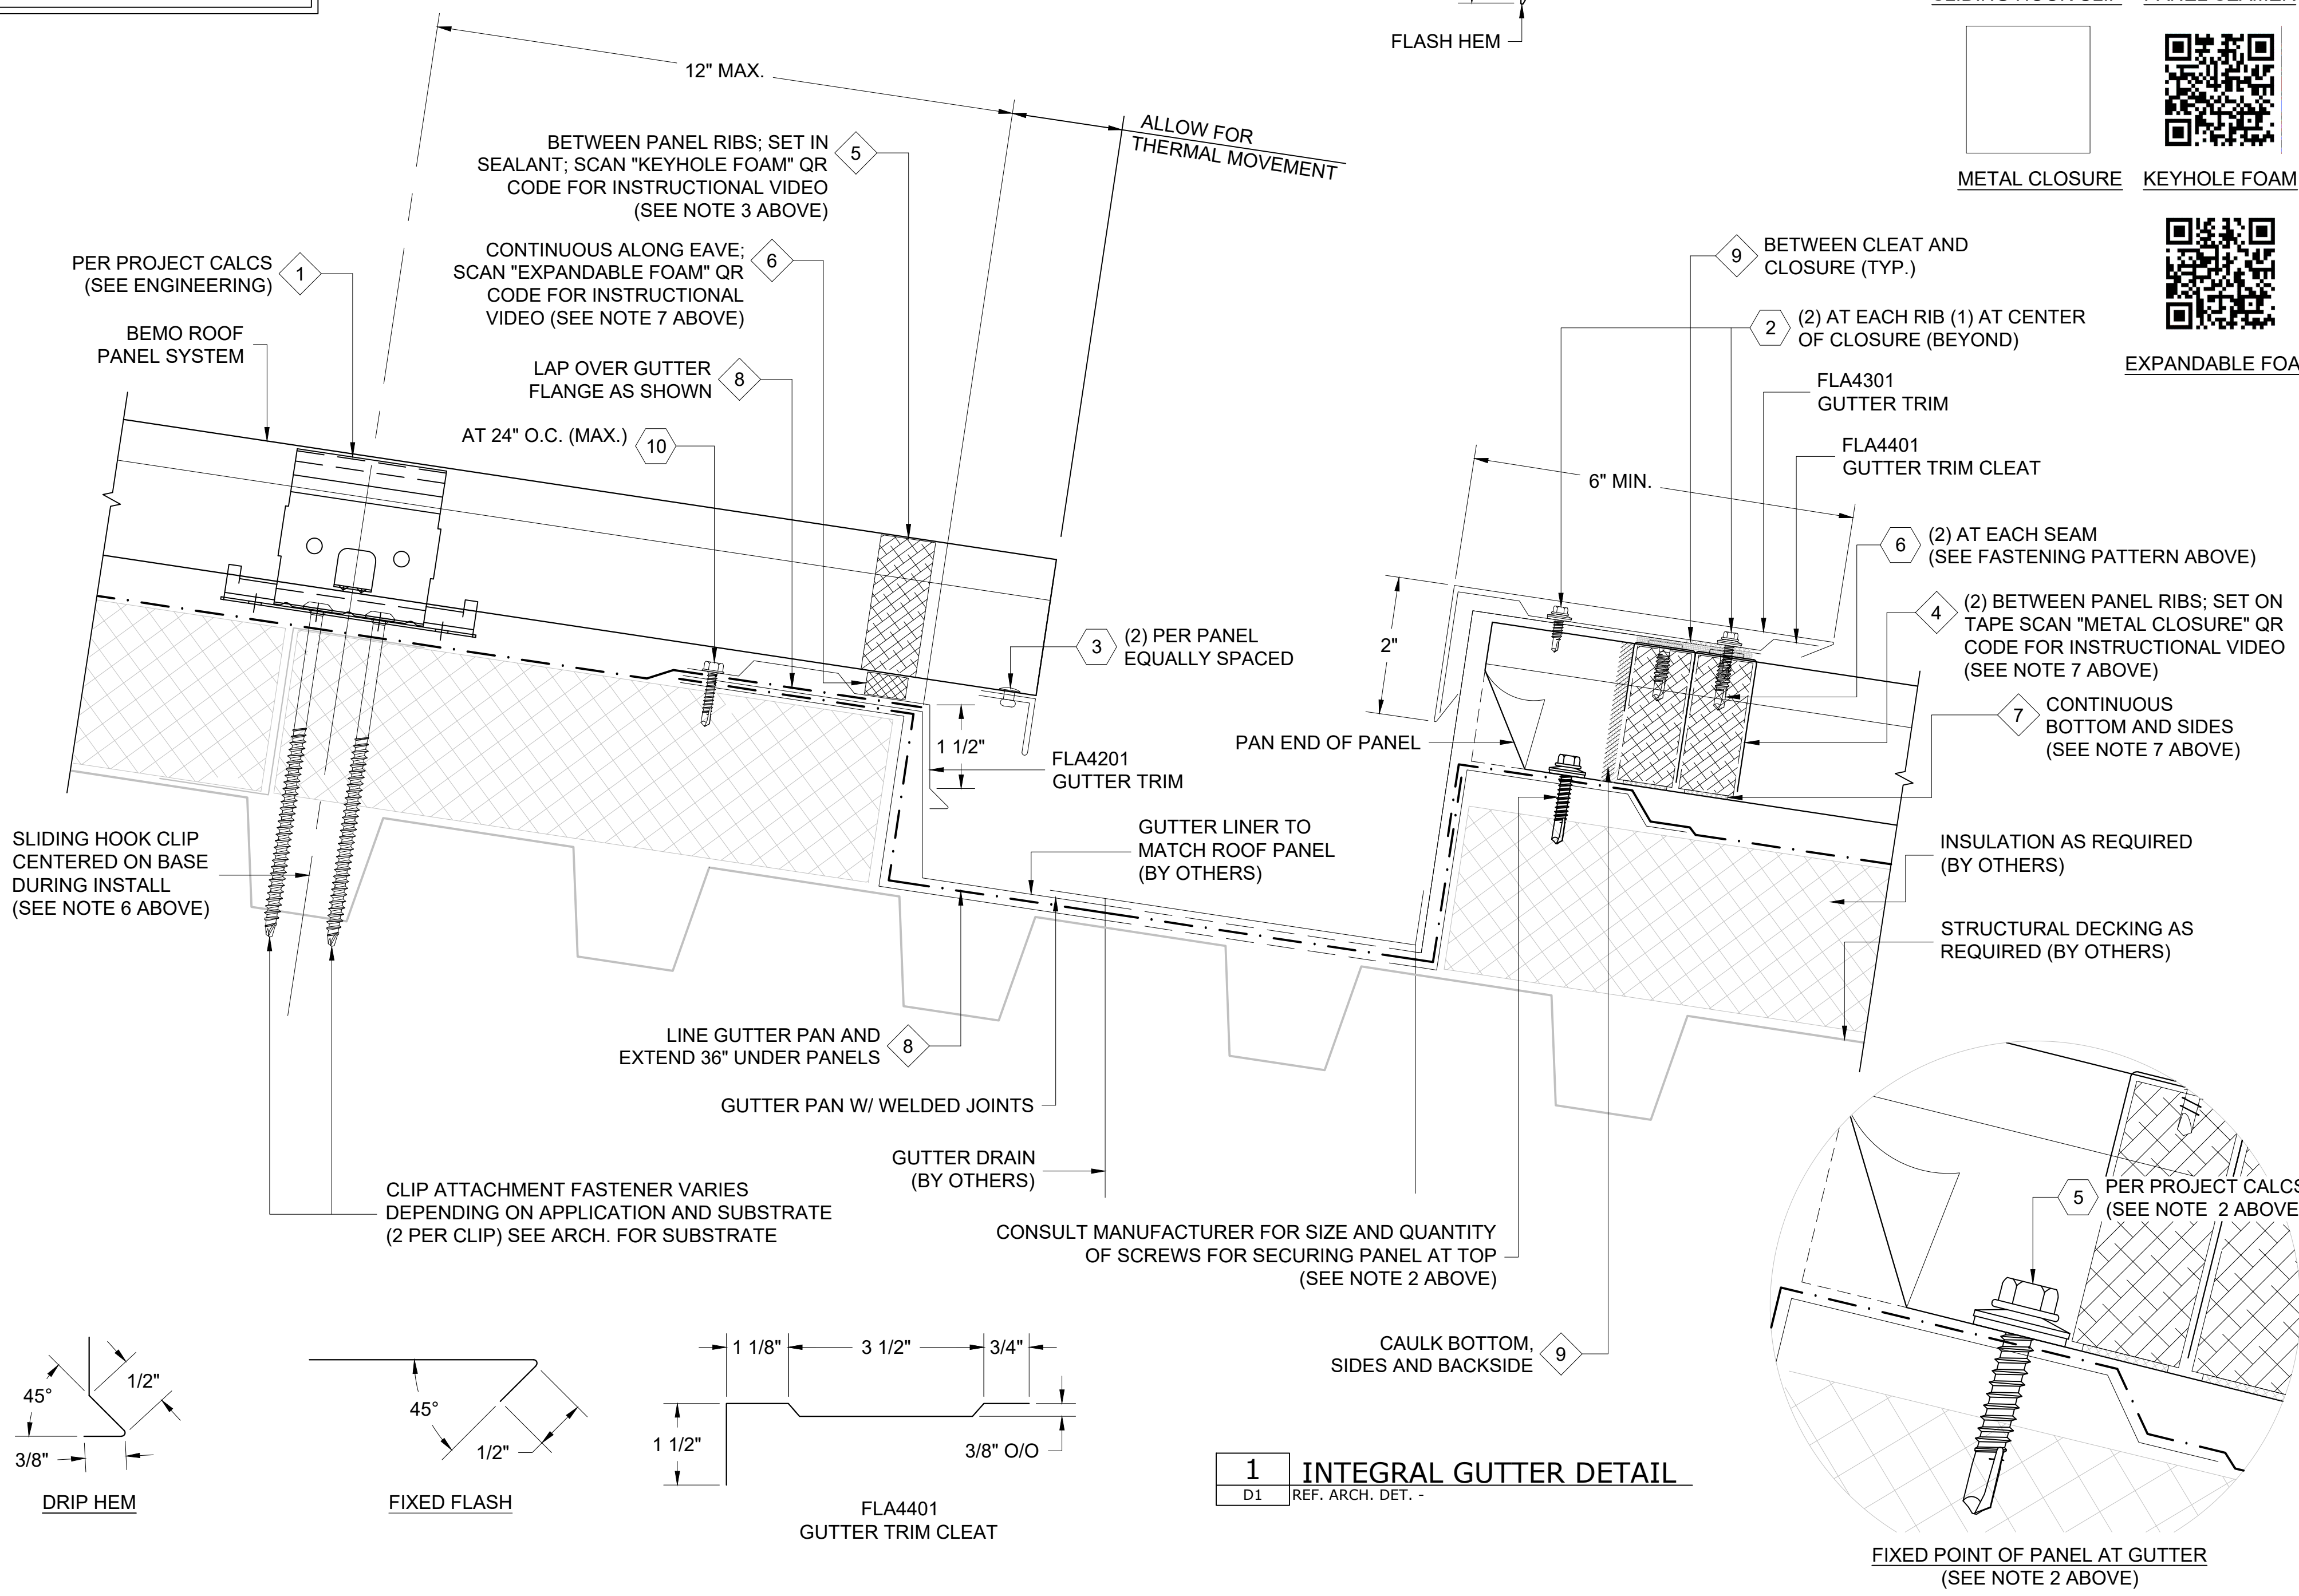 SLIDING HOOK CLIP
PANEL SEAMER
FLASH HEM
METAL CLOSURE
KEYHOLE FOAM
EXPANDABLE FOA
12" MAX.
ALLOW FOR
THERMAL MOVEMENT
BETWEEN PANEL RIBS; SET IN
SEALANT; SCAN "KEYHOLE FOAM" QR
CODE FOR INSTRUCTIONAL VIDEO
(SEE NOTE 3 ABOVE)
5
CONTINUOUS ALONG EAVE;
SCAN "EXPANDABLE FOAM" QR
CODE FOR INSTRUCTIONAL
VIDEO (SEE NOTE 7 ABOVE)
6
PER PROJECT CALCS
(SEE ENGINEERING)
1
BEMO ROOF
PANEL SYSTEM
LAP OVER GUTTER
FLANGE AS SHOWN
8
AT 24" O.C. (MAX.)
10
9
BETWEEN CLEAT AND
CLOSURE (TYP.)
2
(2) AT EACH RIB (1) AT CENTER
OF CLOSURE (BEYOND)
FLA4301
GUTTER TRIM
FLA4401
GUTTER TRIM CLEAT
6" MIN.
6
(2) AT EACH SEAM
(SEE FASTENING PATTERN ABOVE)
4
(2) BETWEEN PANEL RIBS; SET ON
TAPE SCAN "METAL CLOSURE" QR
CODE FOR INSTRUCTIONAL VIDEO
(SEE NOTE 7 ABOVE)
7
CONTINUOUS
BOTTOM AND SIDES
(SEE NOTE 7 ABOVE)
3
(2) PER PANEL
EQUALLY SPACED
2"
PAN END OF PANEL
1 1/2"
FLA4201
GUTTER TRIM
GUTTER LINER TO
MATCH ROOF PANEL
(BY OTHERS)
INSULATION AS REQUIRED
(BY OTHERS)
STRUCTURAL DECKING AS
REQUIRED (BY OTHERS)
SLIDING HOOK CLIP
CENTERED ON BASE
DURING INSTALL
(SEE NOTE 6 ABOVE)
LINE GUTTER PAN AND
EXTEND 36" UNDER PANELS
8
GUTTER PAN W/ WELDED JOINTS
GUTTER DRAIN
(BY OTHERS)
CLIP ATTACHMENT FASTENER VARIES
DEPENDING ON APPLICATION AND SUBSTRATE
(2 PER CLIP) SEE ARCH. FOR SUBSTRATE
CONSULT MANUFACTURER FOR SIZE AND QUANTITY
OF SCREWS FOR SECURING PANEL AT TOP
(SEE NOTE 2 ABOVE)
CAULK BOTTOM,
SIDES AND BACKSIDE
9
5
PER PROJECT CALCS
(SEE NOTE 2 ABOVE
45°
1/2"
3/8"
DRIP HEM
45°
1/2"
FIXED FLASH
1 1/8"
3 1/2"
3/4"
1 1/2"
3/8" O/O
FLA4401
GUTTER TRIM CLEAT
1
D1
INTEGRAL GUTTER DETAIL
REF. ARCH. DET. -
FIXED POINT OF PANEL AT GUTTER
(SEE NOTE 2 ABOVE)